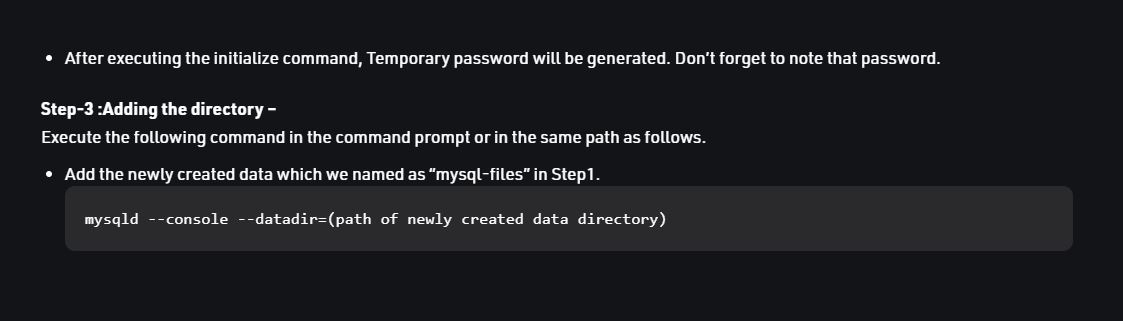 • After executing the initialize command, Temporary password will be generated. Don’t forget to note that password.
Step-3 :Adding the directory –
Execute the following command in the command prompt or in the same path as follows.
• Add the newly created data which we named as “mysql-files” in Step1.
mysqld --console --datadir=(path of newly created data directory)